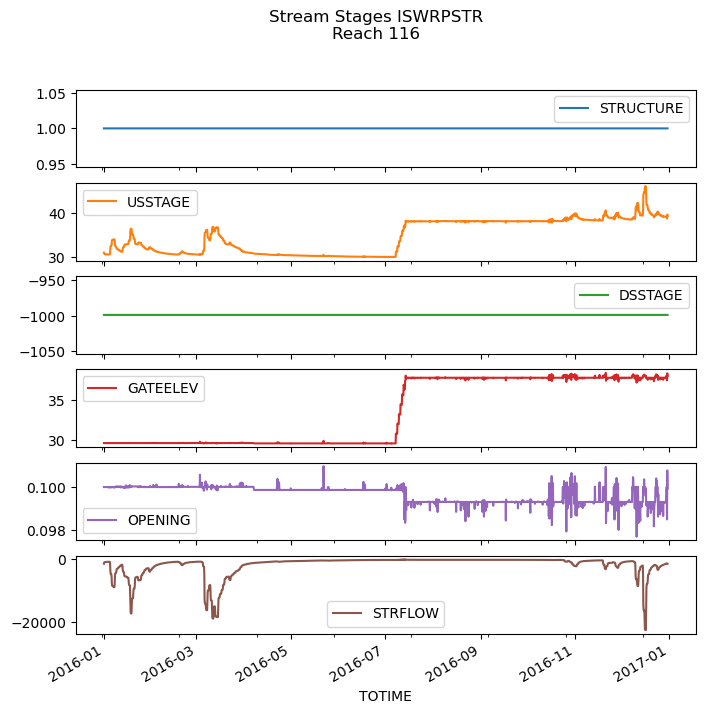 Stream Stages ISWRPSTR
Reach 116
1.05
1.00
0.95
STRUCTURE
40
30
USSTAGE
−950
−1000
−1050
DSSTAGE
35
30
GATEELEV
0.100
0.098
OPENING
0
−20000
STRFLOW
2016-01
2016-03
2016-05
2016-07
2016-09
2016-11
2017-01
TOTIME